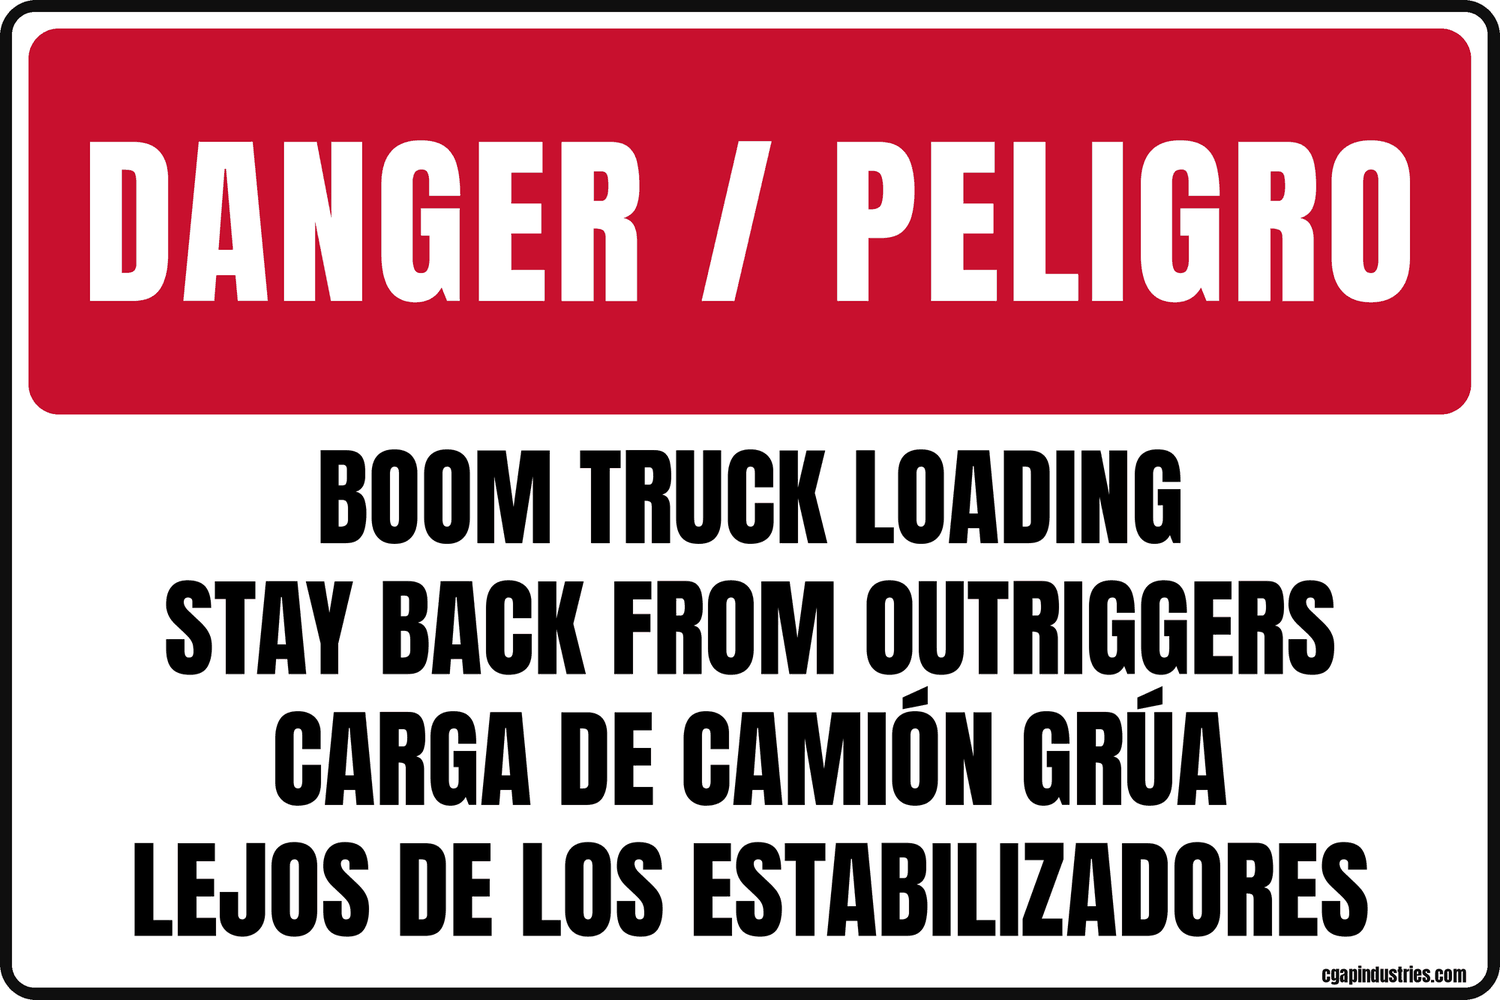 DANGER / PELIGRO
BOOM TRUCK LOADING
STAY BACK FROM OUTRIGGERS
CARGA DE CAMIÓN GRÚA
LEJOS DE LOS ESTABILIZADORES
cgapindustries.com